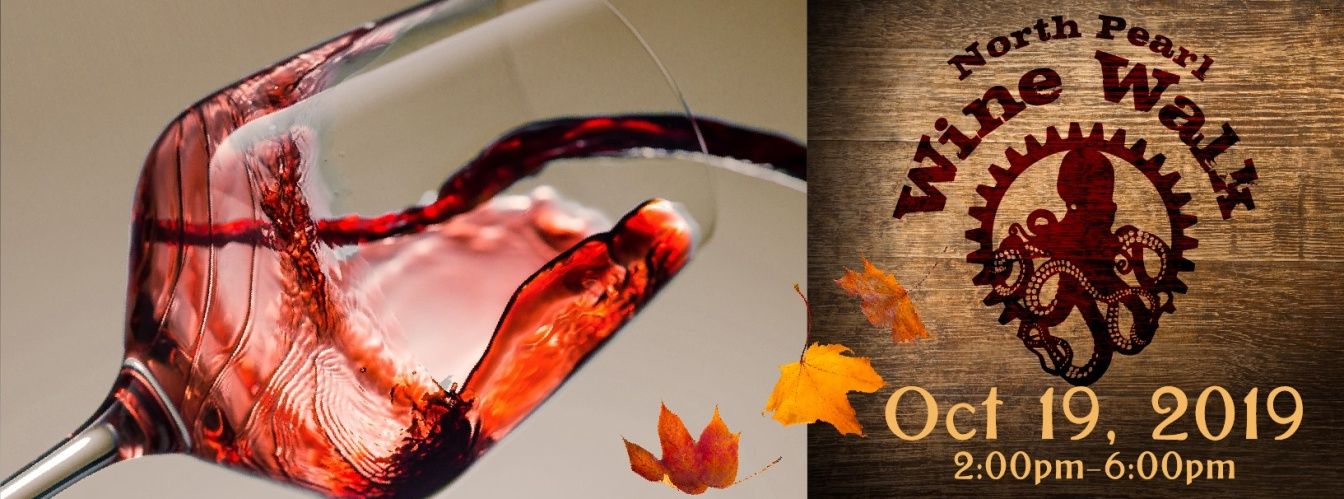 North Pearl
Wine Walk
Oct 19, 2019
2:00pm-6:00pm